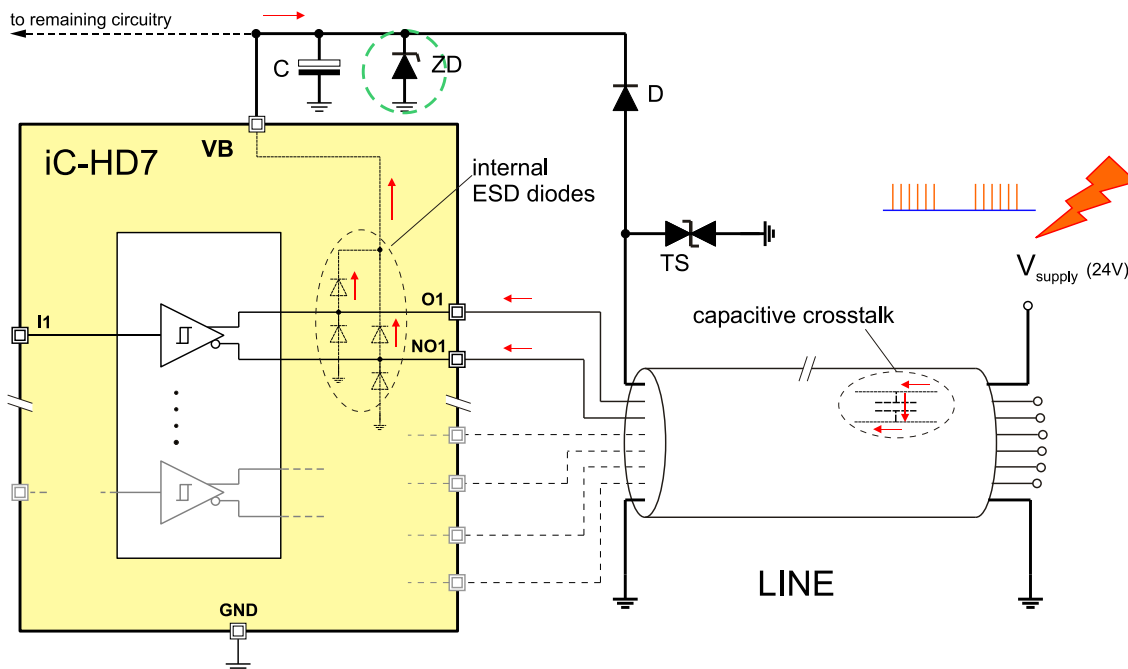 to remaining circuitry
C
ZD
D
VB
iC-HD7
internal
ESD diodes
TS
Vsupply (24V)
O1
I1
capacitive crosstalk
NO1
LINE
GND